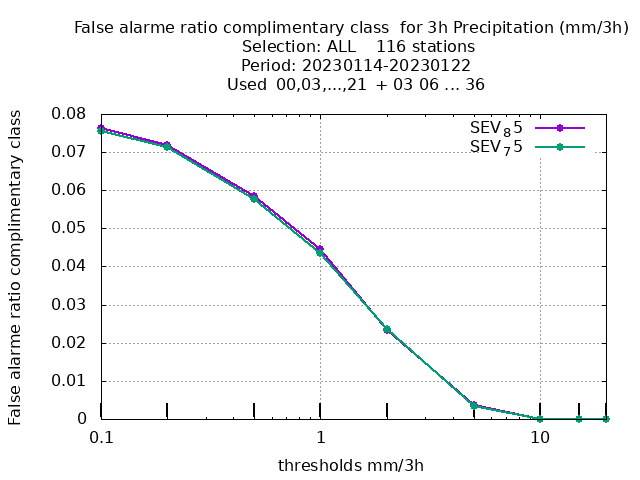 False alarme ratio complimentary class for 3h Precipitation (mm/3h)
Selection: ALL 116 stations
Period: 20230114-20230122
Used 00,03,...,21 + 03 06 ... 36
False alarme ratio complimentary class
0.08
0.07
0.06
0.05
0.04
0.03
0.02
0.01
0
SEV₈5
SEV₇5
0.1 1 10
thresholds mm/3h